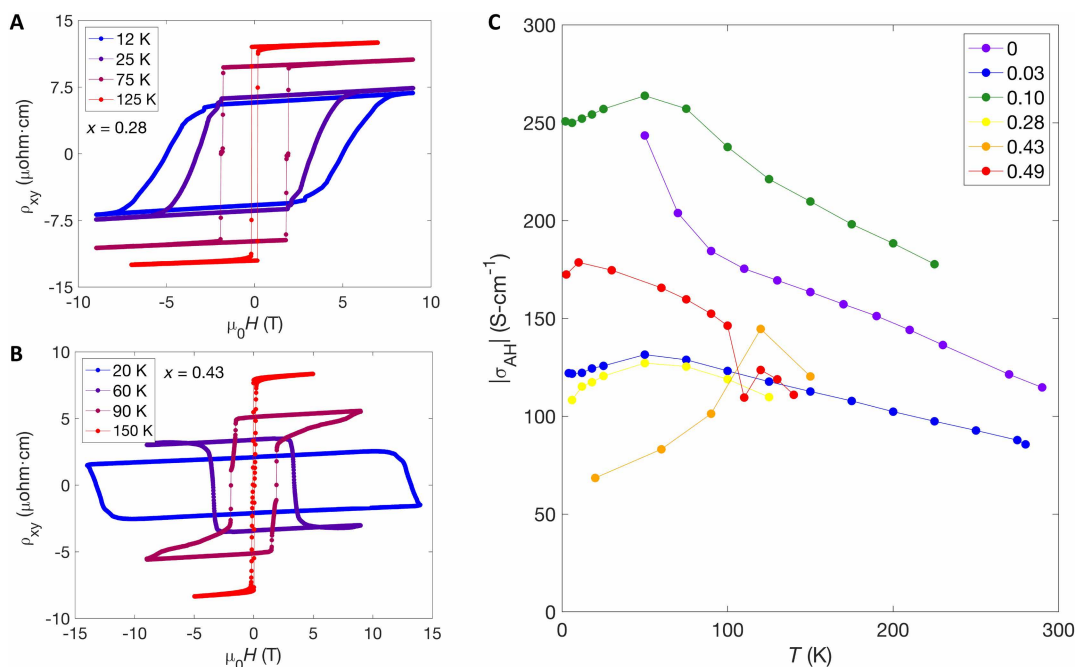 A
15
7.5
0
-7.5
-15
ρxy (μohm·cm)
12 K
25 K
75 K
125 K
x = 0.28
-10
-5
0
5
10
μ0H (T)
B
10
5
0
-5
-10
ρxy (μohm·cm)
20 K
60 K
90 K
150 K
x = 0.43
-15
-10
-5
0
5
10
15
μ0H (T)
C
300
250
200
150
100
50
0
|σAH| (S-cm⁻¹)
0
0.03
0.10
0.28
0.43
0.49
0
100
200
300
T (K)